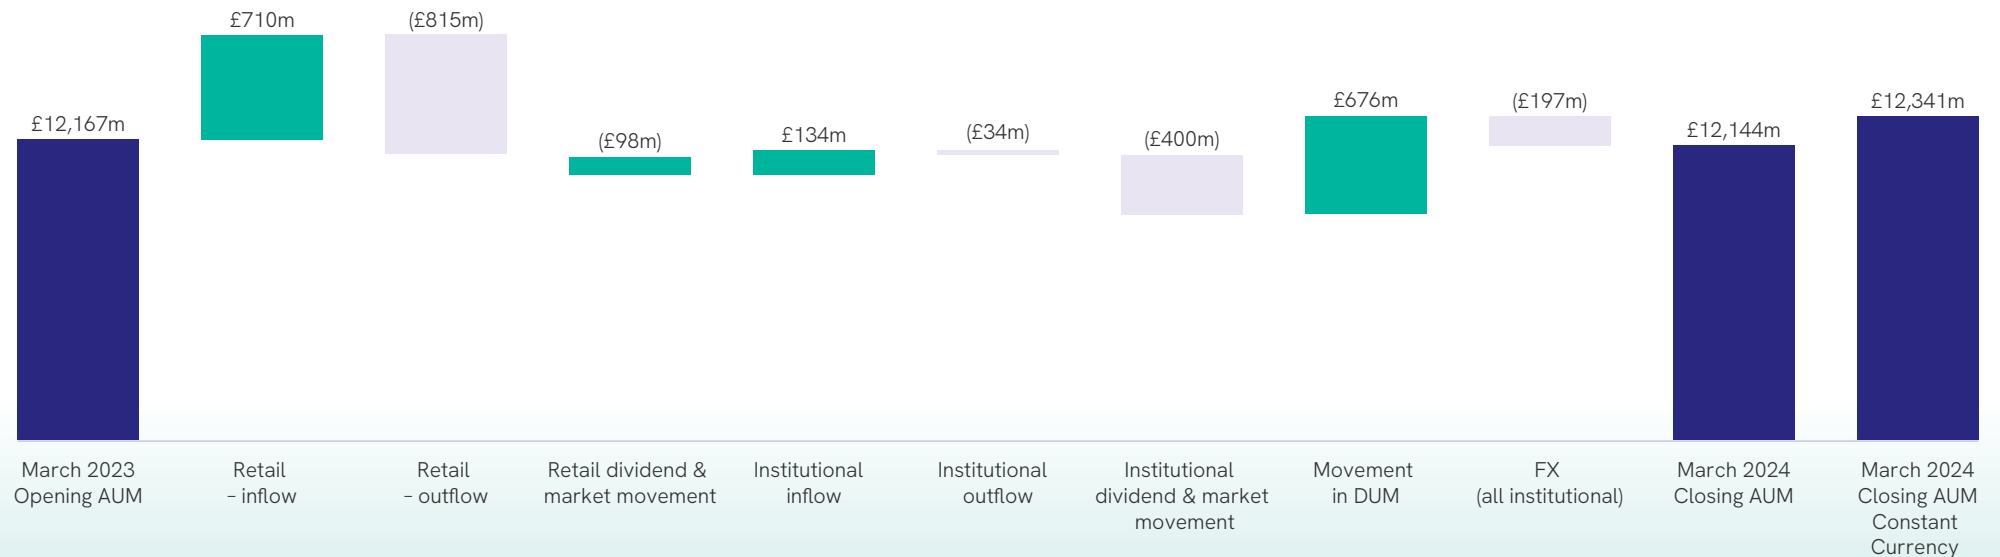 £710m
(£815m)
£12,167m
(£98m)
£134m
(£34m)
(£400m)
£676m
(£197m)
£12,144m
£12,341m
March 2023
Opening AUM
Retail
– inflow
Retail
– outflow
Retail dividend &
market movement
Institutional
inflow
Institutional
outflow
Institutional
dividend & market
movement
Movement
in DUM
FX
(all institutional)
March 2024
Closing AUM
March 2024
Closing AUM
Constant
Currency